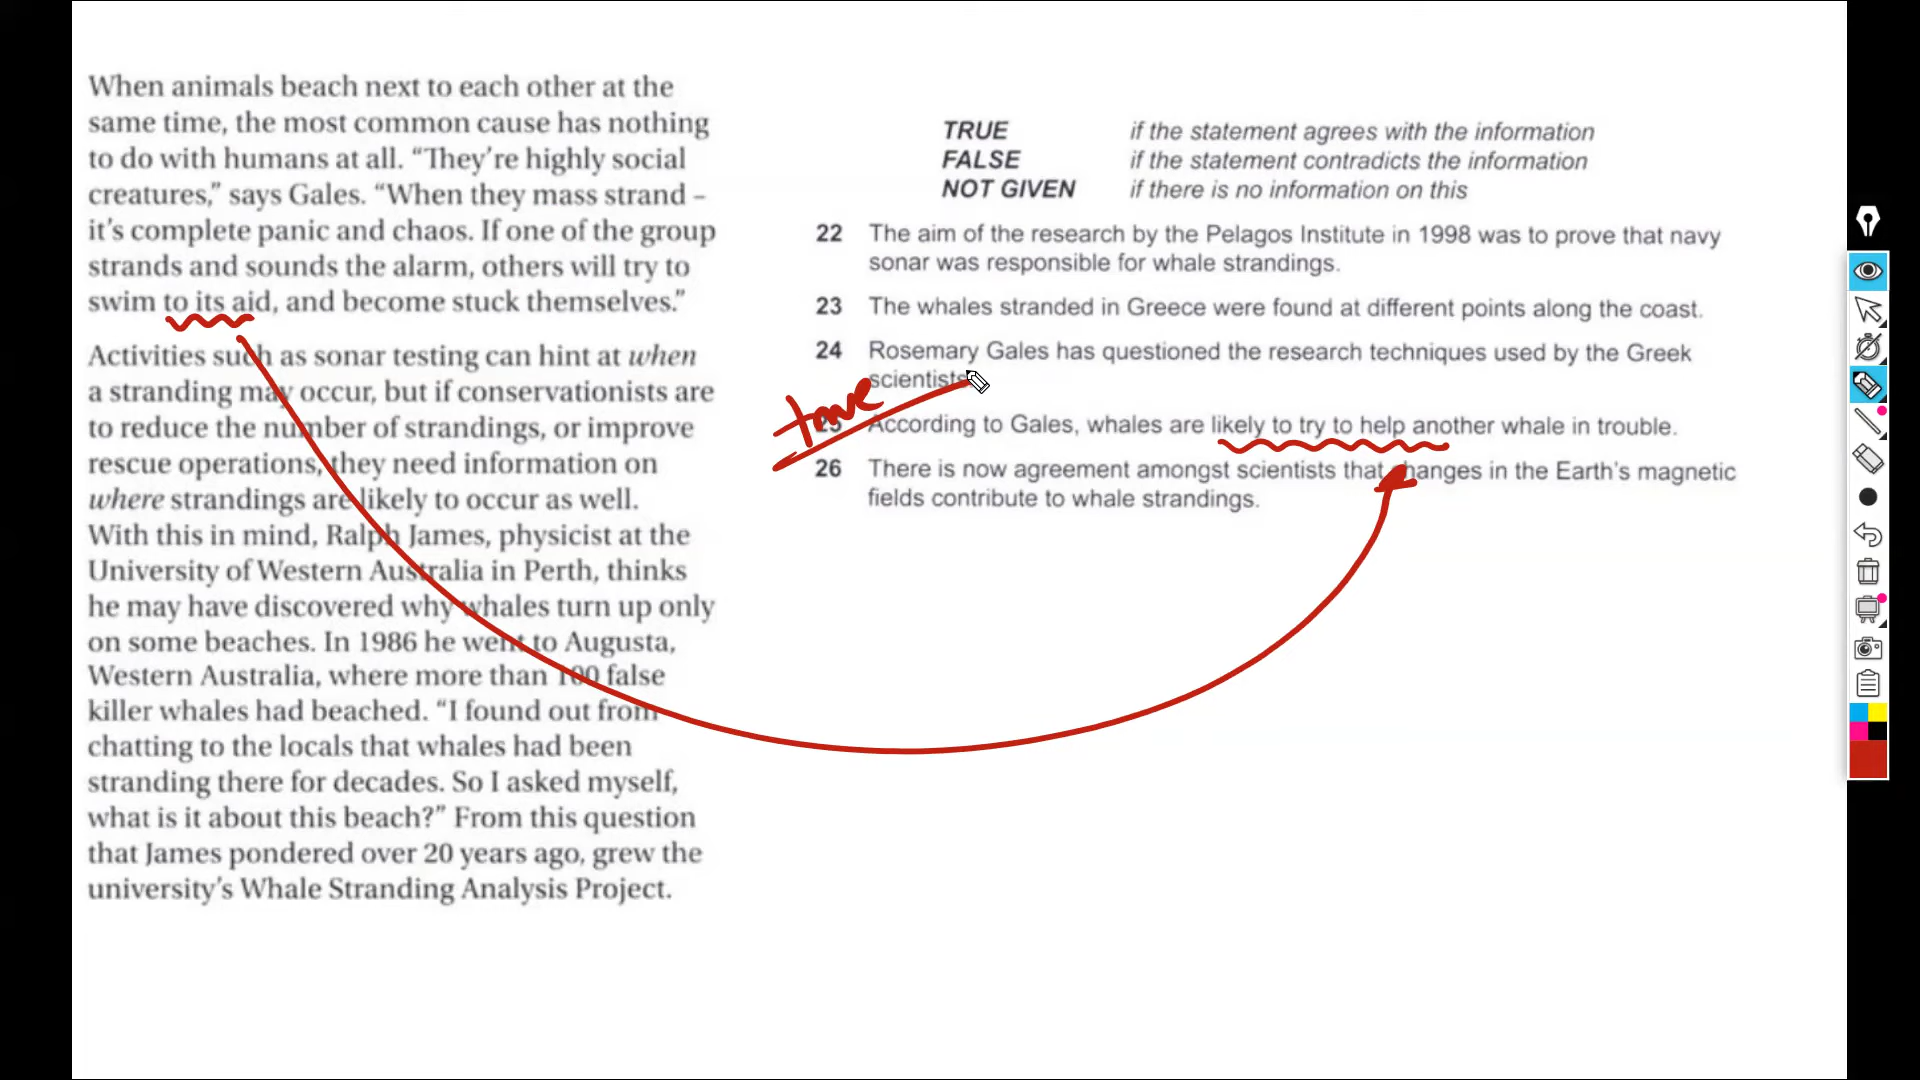 When animals beach next to each other at the
same time, the most common cause has nothing
to do with humans at all. “They’re highly social
creatures,” says Gales. “When they mass strand –
it’s complete panic and chaos. If one of the group
strands and sounds the alarm, others will try to
swim to its aid, and become stuck themselves.”
Activities such as sonar testing can hint at when
a stranding may occur, but if conservationists are
to reduce the number of strandings, or improve
rescue operations, they need information on
where strandings are likely to occur as well.
With this in mind, Ralph James, physicist at the
University of Western Australia in Perth, thinks
he may have discovered why whales turn up only
on some beaches. In 1986 he went to Augusta,
Western Australia, where more than 100 false
killer whales had beached. “I found out from
chatting to the locals that whales had been
stranding there for decades. So I asked myself,
what is it about this beach?” From this question
that James pondered over 20 years ago, grew the
university’s Whale Stranding Analysis Project.
TRUE if the statement agrees with the information
FALSE if the statement contradicts the information
NOT GIVEN if there is no information on this
22 The aim of the research by the Pelagos Institute in 1998 was to prove that navy
sonar was responsible for whale strandings.
23 The whales stranded in Greece were found at different points along the coast.
24 Rosemary Gales has questioned the research techniques used by the Greek
scientists
true
25 According to Gales, whales are likely to try to help another whale in trouble.
26 There is now agreement amongst scientists that changes in the Earth’s magnetic
fields contribute to whale strandings.